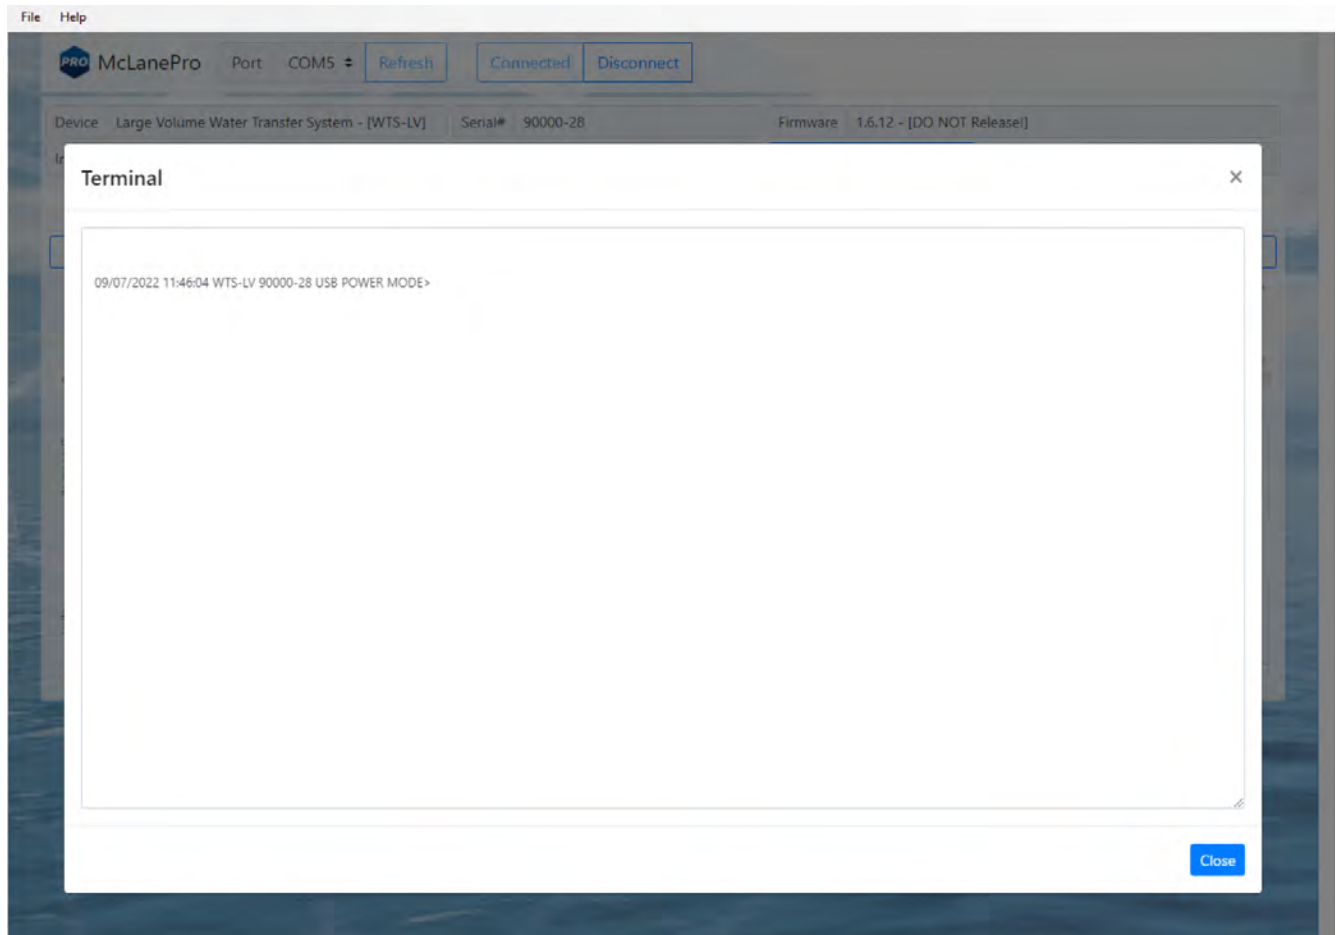 File Help
PRO McLanePro Port COM5 Refresh Connected Disconnect
Device Large Volume Water Transfer System - [WTS-LV] Serial# 90000-28 Firmware 1.6.12 - [DO NOT Release!]
Terminal ×
09/07/2022 11:46:04 WTS-LV 90000-28 USB POWER MODE>
Close